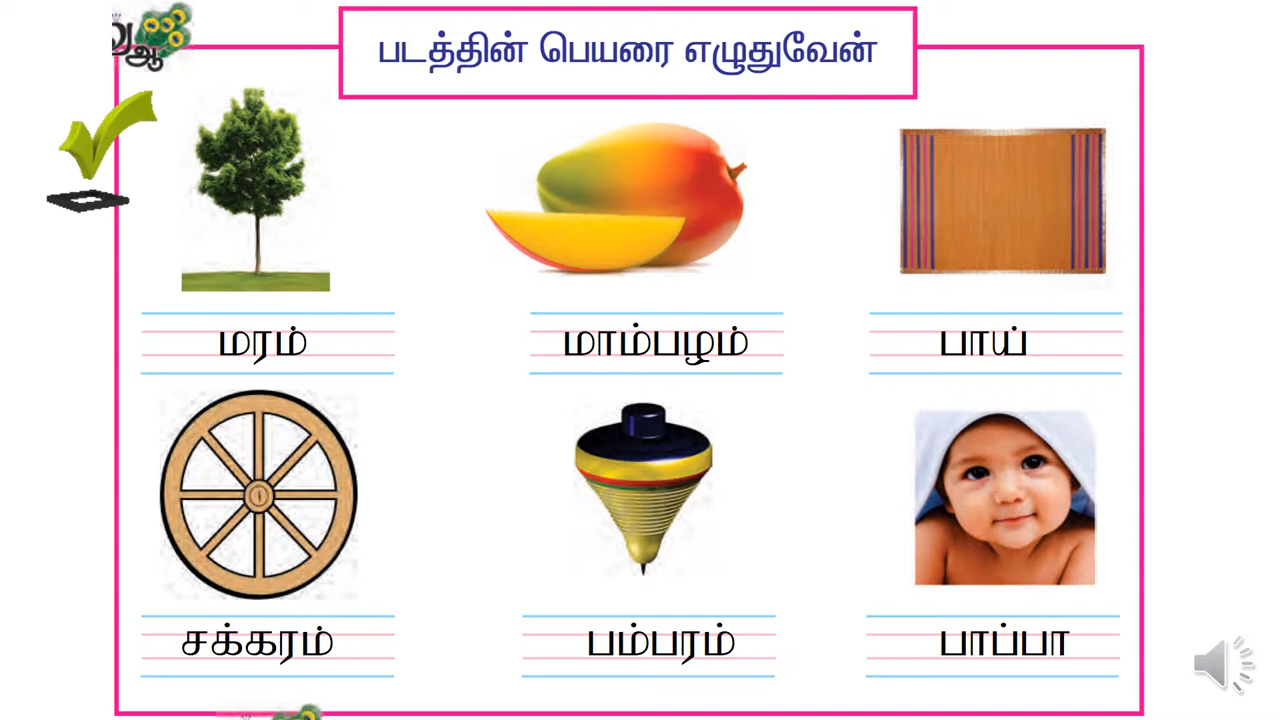 படத்தின் பெயரை எழுதுவேன்
மரம் மாம்பழம் பாய்
சக்கரம் பம்பரம் பாப்பா